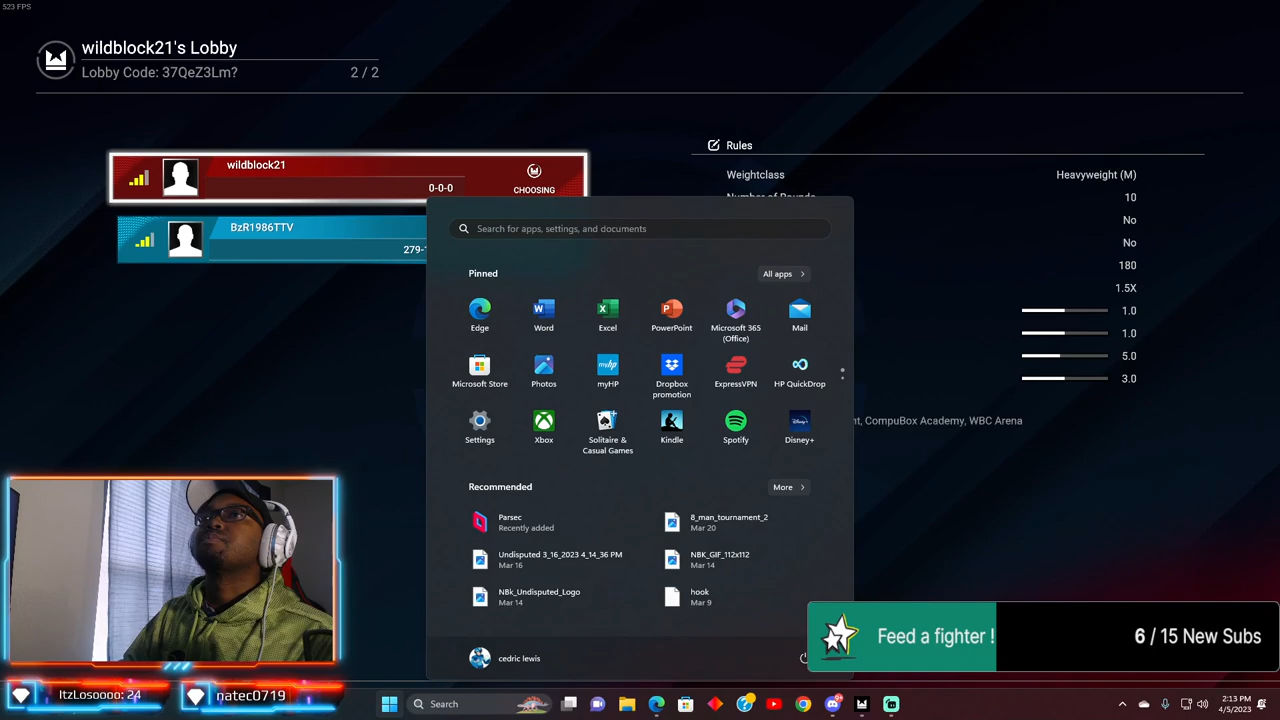 523 FPS
wildblock21's Lobby
Lobby Code: 37QeZ3Lm?
2 / 2
wildblock21
0-0-0
CHOOSING
BzR1986TTV
279-
Rules
Weightclass
Heavyweight (M)
Number of Rounds
10
No
No
180
1.5X
1.0
1.0
5.0
3.0
CompuBox Academy, WBC Arena
Search for apps, settings, and documents
Pinned
All apps
Edge
Word
Excel
PowerPoint
Microsoft 365 (Office)
Mail
Microsoft Store
Photos
myHP
Dropbox promotion
ExpressVPN
HP QuickDrop
Settings
Xbox
Solitaire & Casual Games
Kindle
Spotify
Disney+
Recommended
More
Parsec
Recently added
8_man_tournament_2
Mar 20
Undisputed 3_16_2023 4_14_36 PM
Mar 16
NBK_GIF_112x112
Mar 14
NBk_Undisputed_Logo
Mar 14
hook
Mar 9
cedric lewis
Feed a fighter !
6 / 15 New Subs
ItzLosoooo: 24
natec0719
Search
2:13 PM
4/5/2023